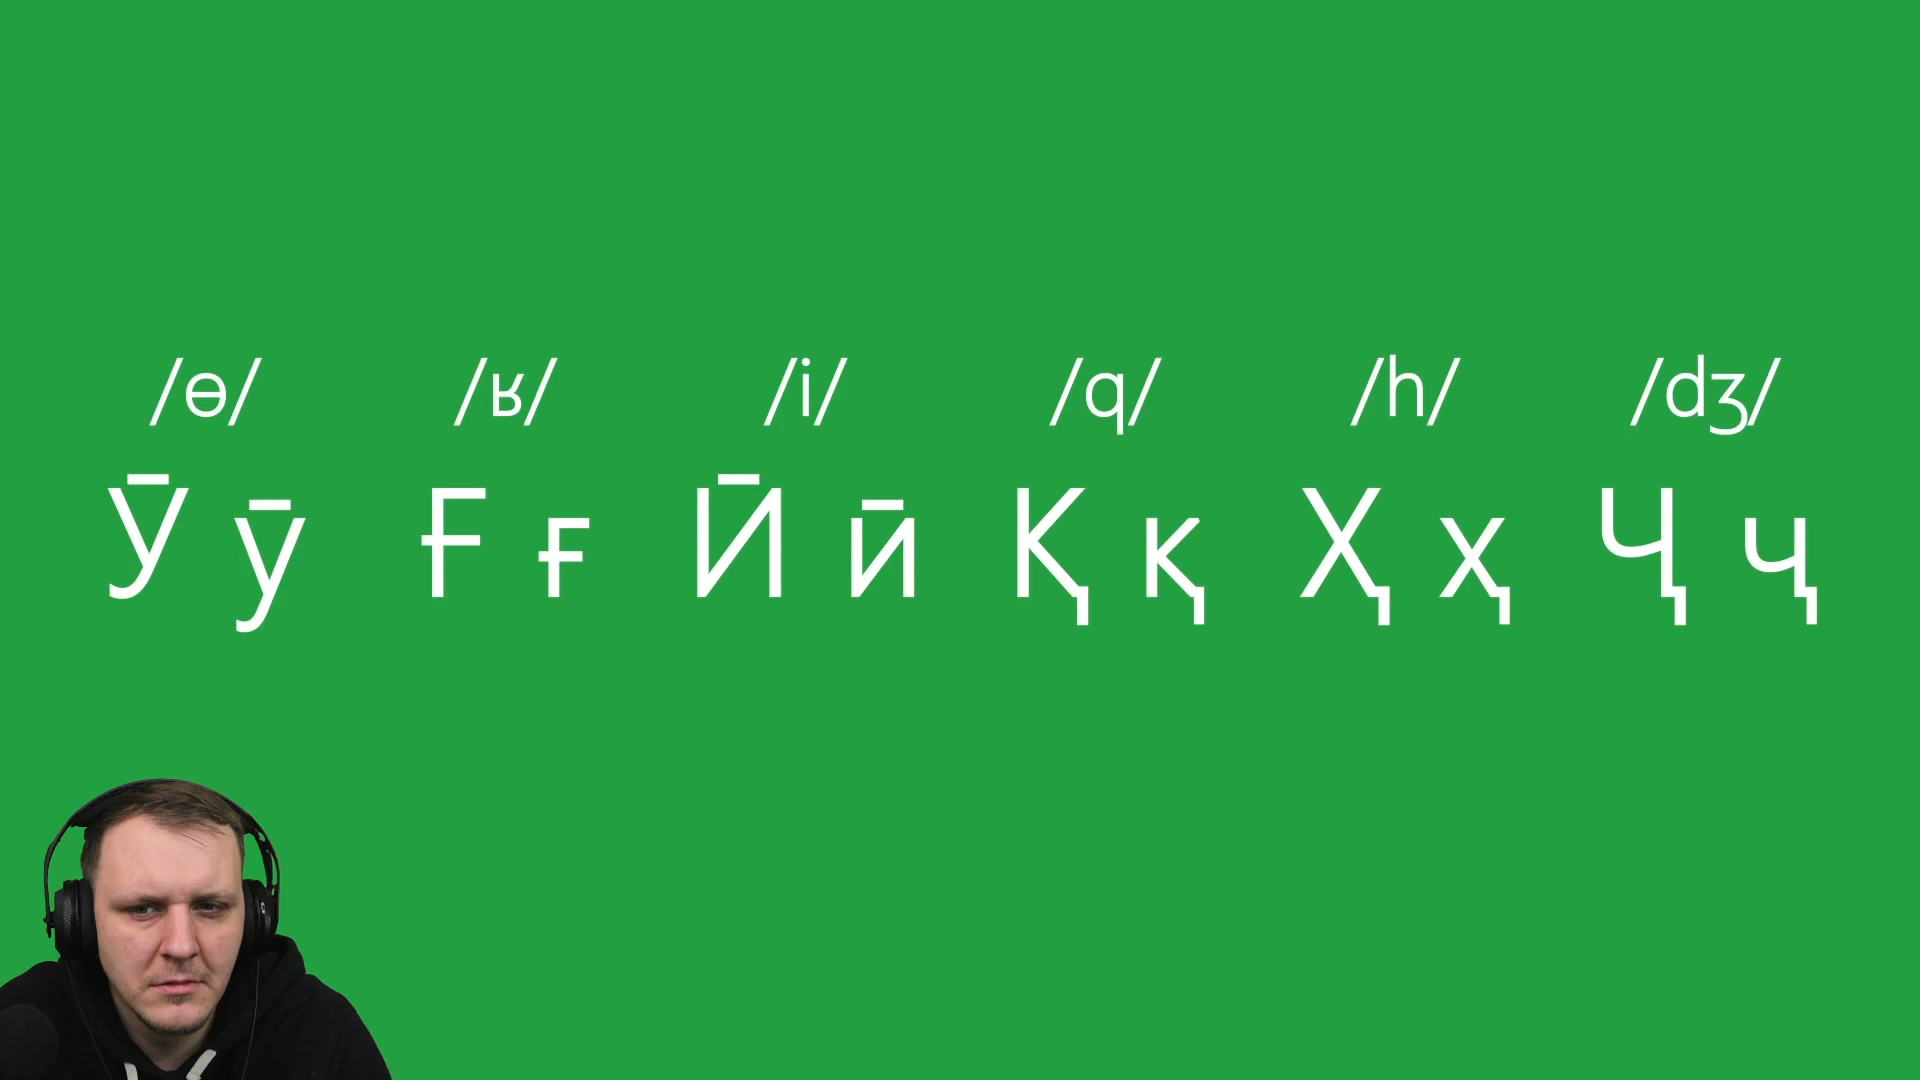 /ɵ/ /ʁ/ /i/ /q/ /h/ /dʒ/
Ӯ ӯ Ғ ғ Ӣ ӣ Қ қ Ҳ ҳ Ҷ ҷ